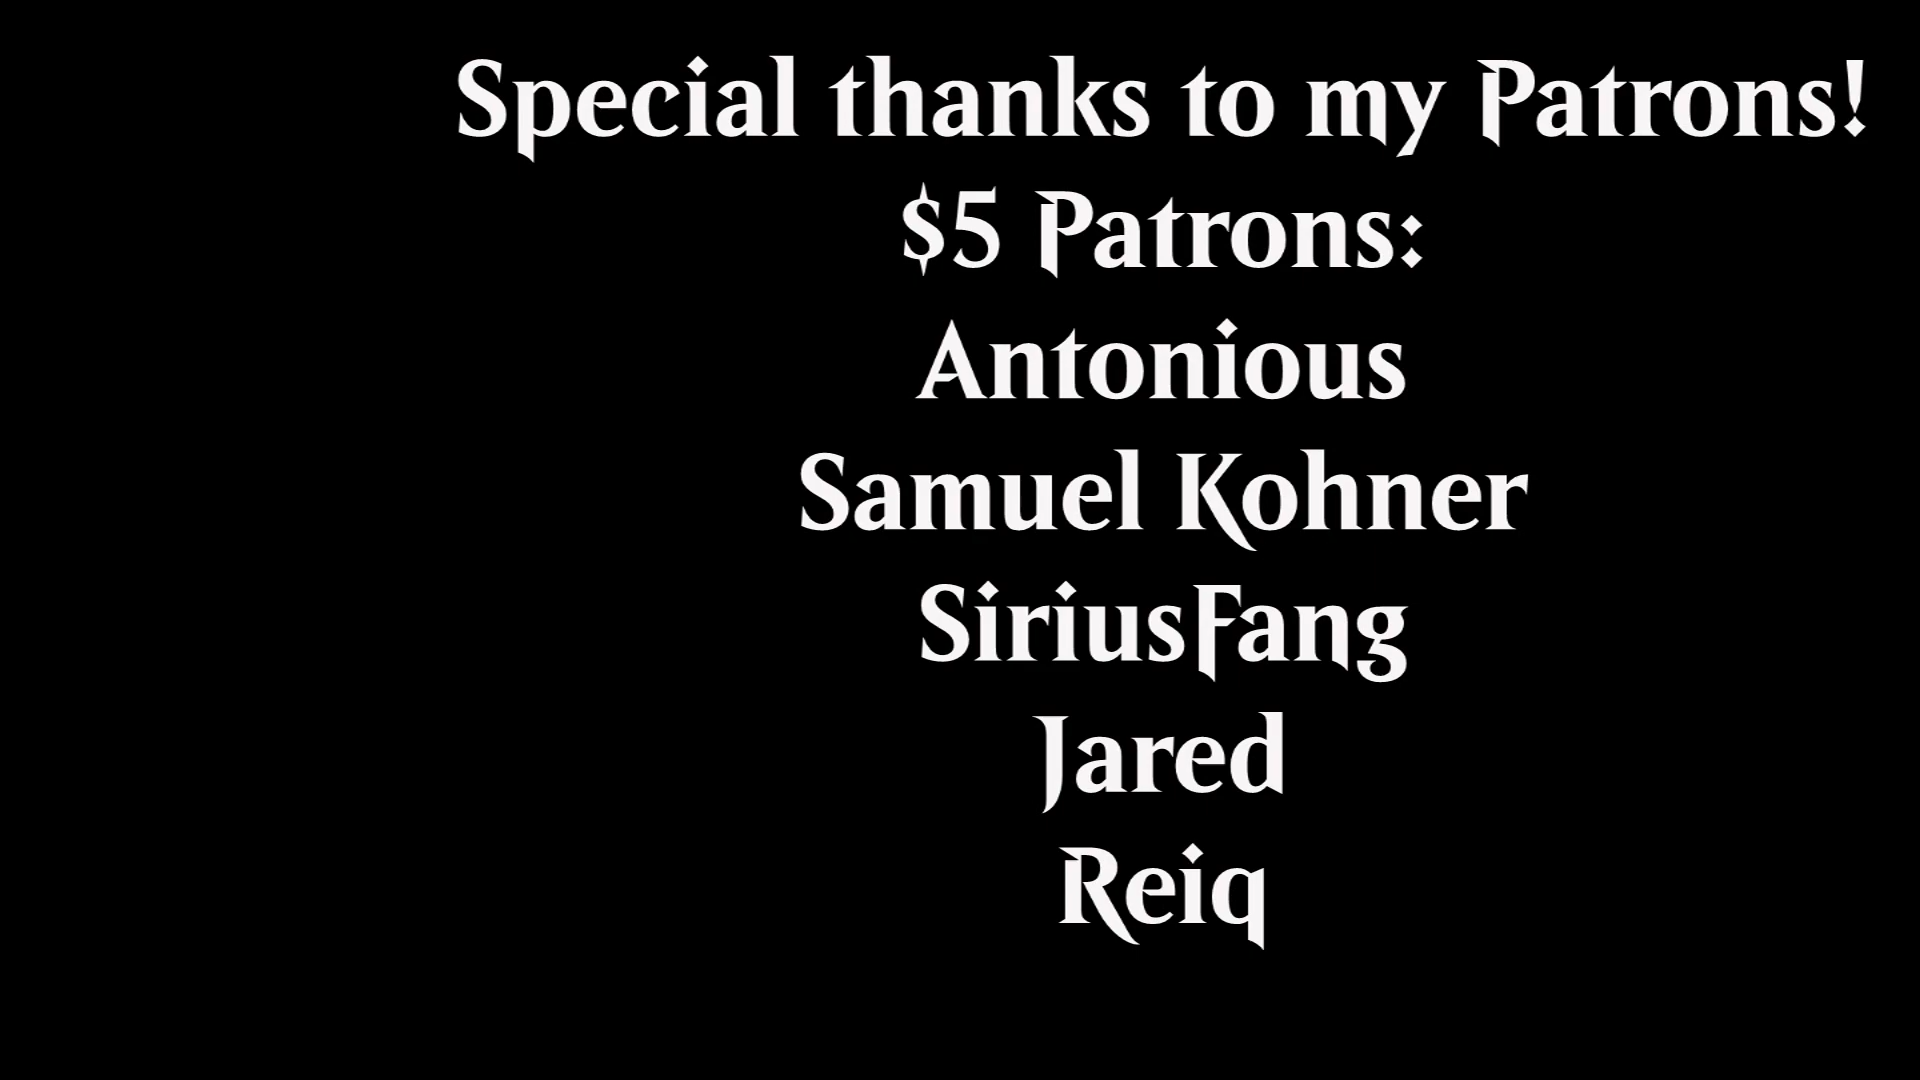 Special thanks to my Patrons!
$5 Patrons:
Antonious
Samuel Kohner
SiriusFang
Jared
Reiq